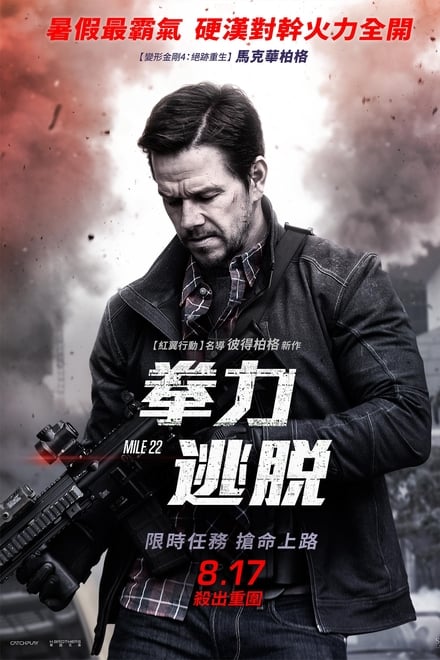 暑假最霸氣 硬漢對幹火力全開
【變形金剛4：絕跡重生】馬克華柏格
【紅翼行動】名導 彼得柏格 新作
拳力
MILE 22
逃脱
限時任務 搶命上路
8.17
殺出重圍
CATCHPLAY H BROTHERS